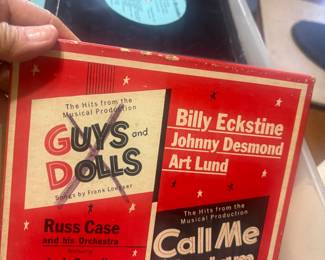 The Hits from the
Musical Production
GUYS and
DOLLS
Songs by Frank Loesser
Russ Case
and his Orchestra
Billy Eckstine
Johnny Desmond
Art Lund
The Hits from the
Musical Production
Call Me